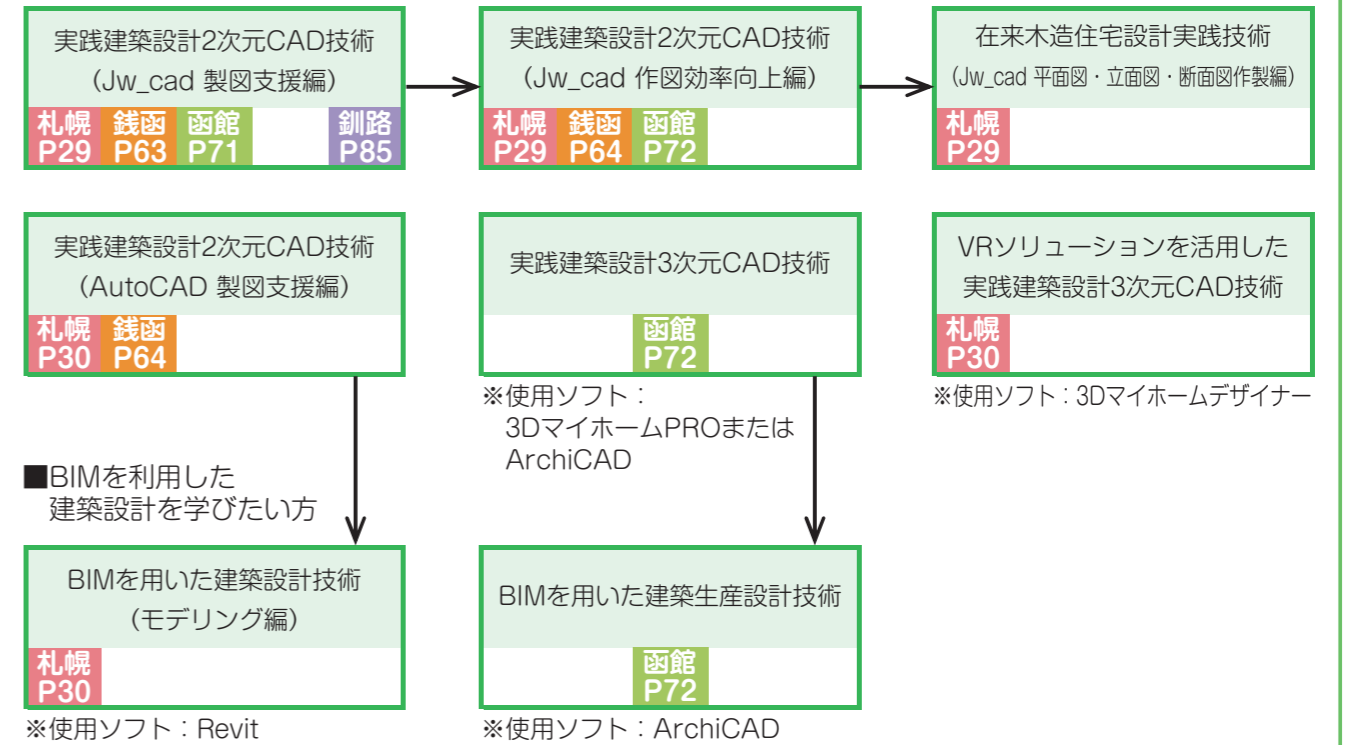 実践建築設計2次元CAD技術
（Jw_cad 製図支援編）
札幌 銭函 函館 釧路
P29 P63 P71 P85
実践建築設計2次元CAD技術
（Jw_cad 作図効率向上編）
札幌 銭函 函館
P29 P64 P72
在来木造住宅設計実践技術
（Jw_cad 平面図・立面図・断面図作製編）
札幌
P29
実践建築設計2次元CAD技術
（AutoCAD 製図支援編）
札幌 銭函
P30 P64
実践建築設計3次元CAD技術
函館
P72
※使用ソフト：
3DマイホームPROまたは
ArchiCAD
VRソリューションを活用した
実践建築設計3次元CAD技術
札幌
P30
※使用ソフト：3Dマイホームデザイナー
■BIMを利用した
建築設計を学びたい方
BIMを用いた建築設計技術
（モデリング編）
札幌
P30
※使用ソフト：Revit
BIMを用いた建築生産設計技術
函館
P72
※使用ソフト：ArchiCAD